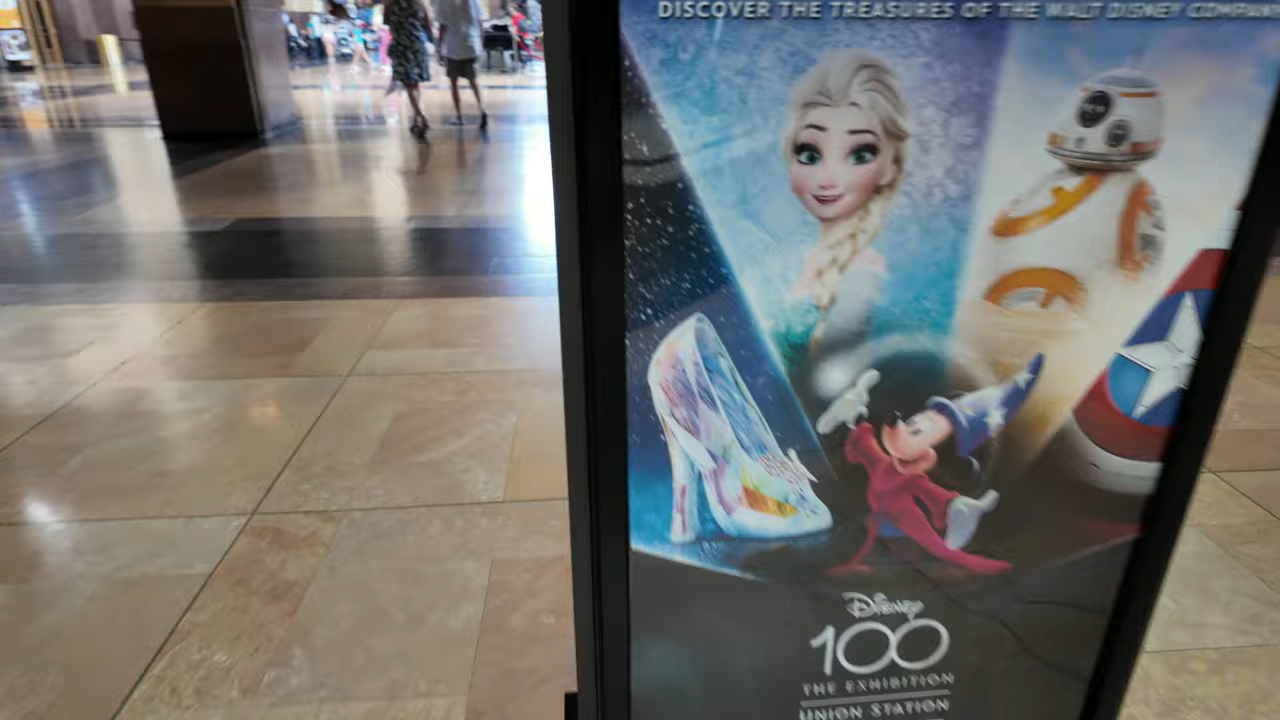 DISCOVER THE TREASURES OF THE WALT DISNEY COMPANY
Disney
100
THE EXHIBITION
UNION STATION